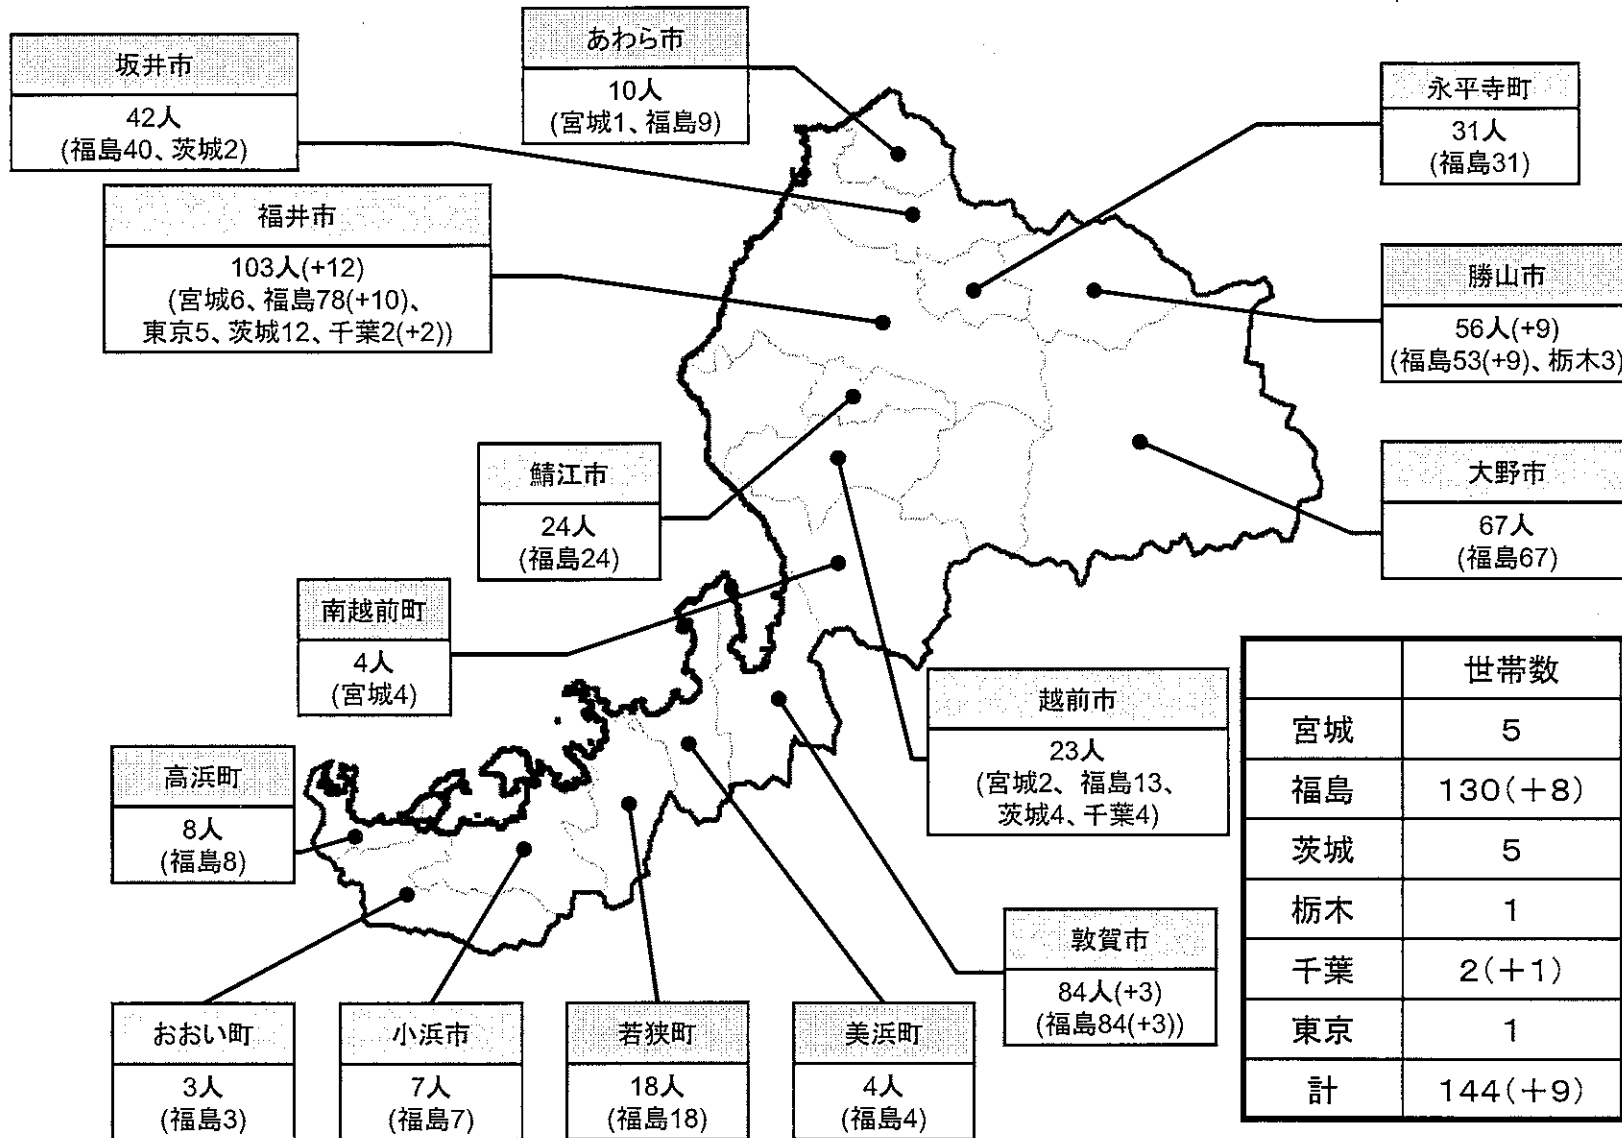 あわら市
10人
(宮城1、福島9)
坂井市
42人
(福島40、茨城2)
永平寺町
31人
(福島31)
福井市
103人(+12)
(宮城6、福島78(+10)、
東京5、茨城12、千葉2(+2))
勝山市
56人(+9)
(福島53(+9)、栃木3)
鯖江市
24人
(福島24)
大野市
67人
(福島67)
南越前町
4人
(宮城4)
越前市
23人
(宮城2、福島13、
茨城4、千葉4)
高浜町
8人
(福島8)
敦賀市
84人(+3)
(福島84(+3))
おおい町
3人
(福島3)
小浜市
7人
(福島7)
若狭町
18人
(福島18)
美浜町
4人
(福島4)
世帯数
宮城 5
福島 130(+8)
茨城 5
栃木 1
千葉 2(+1)
東京 1
計 144(+9)